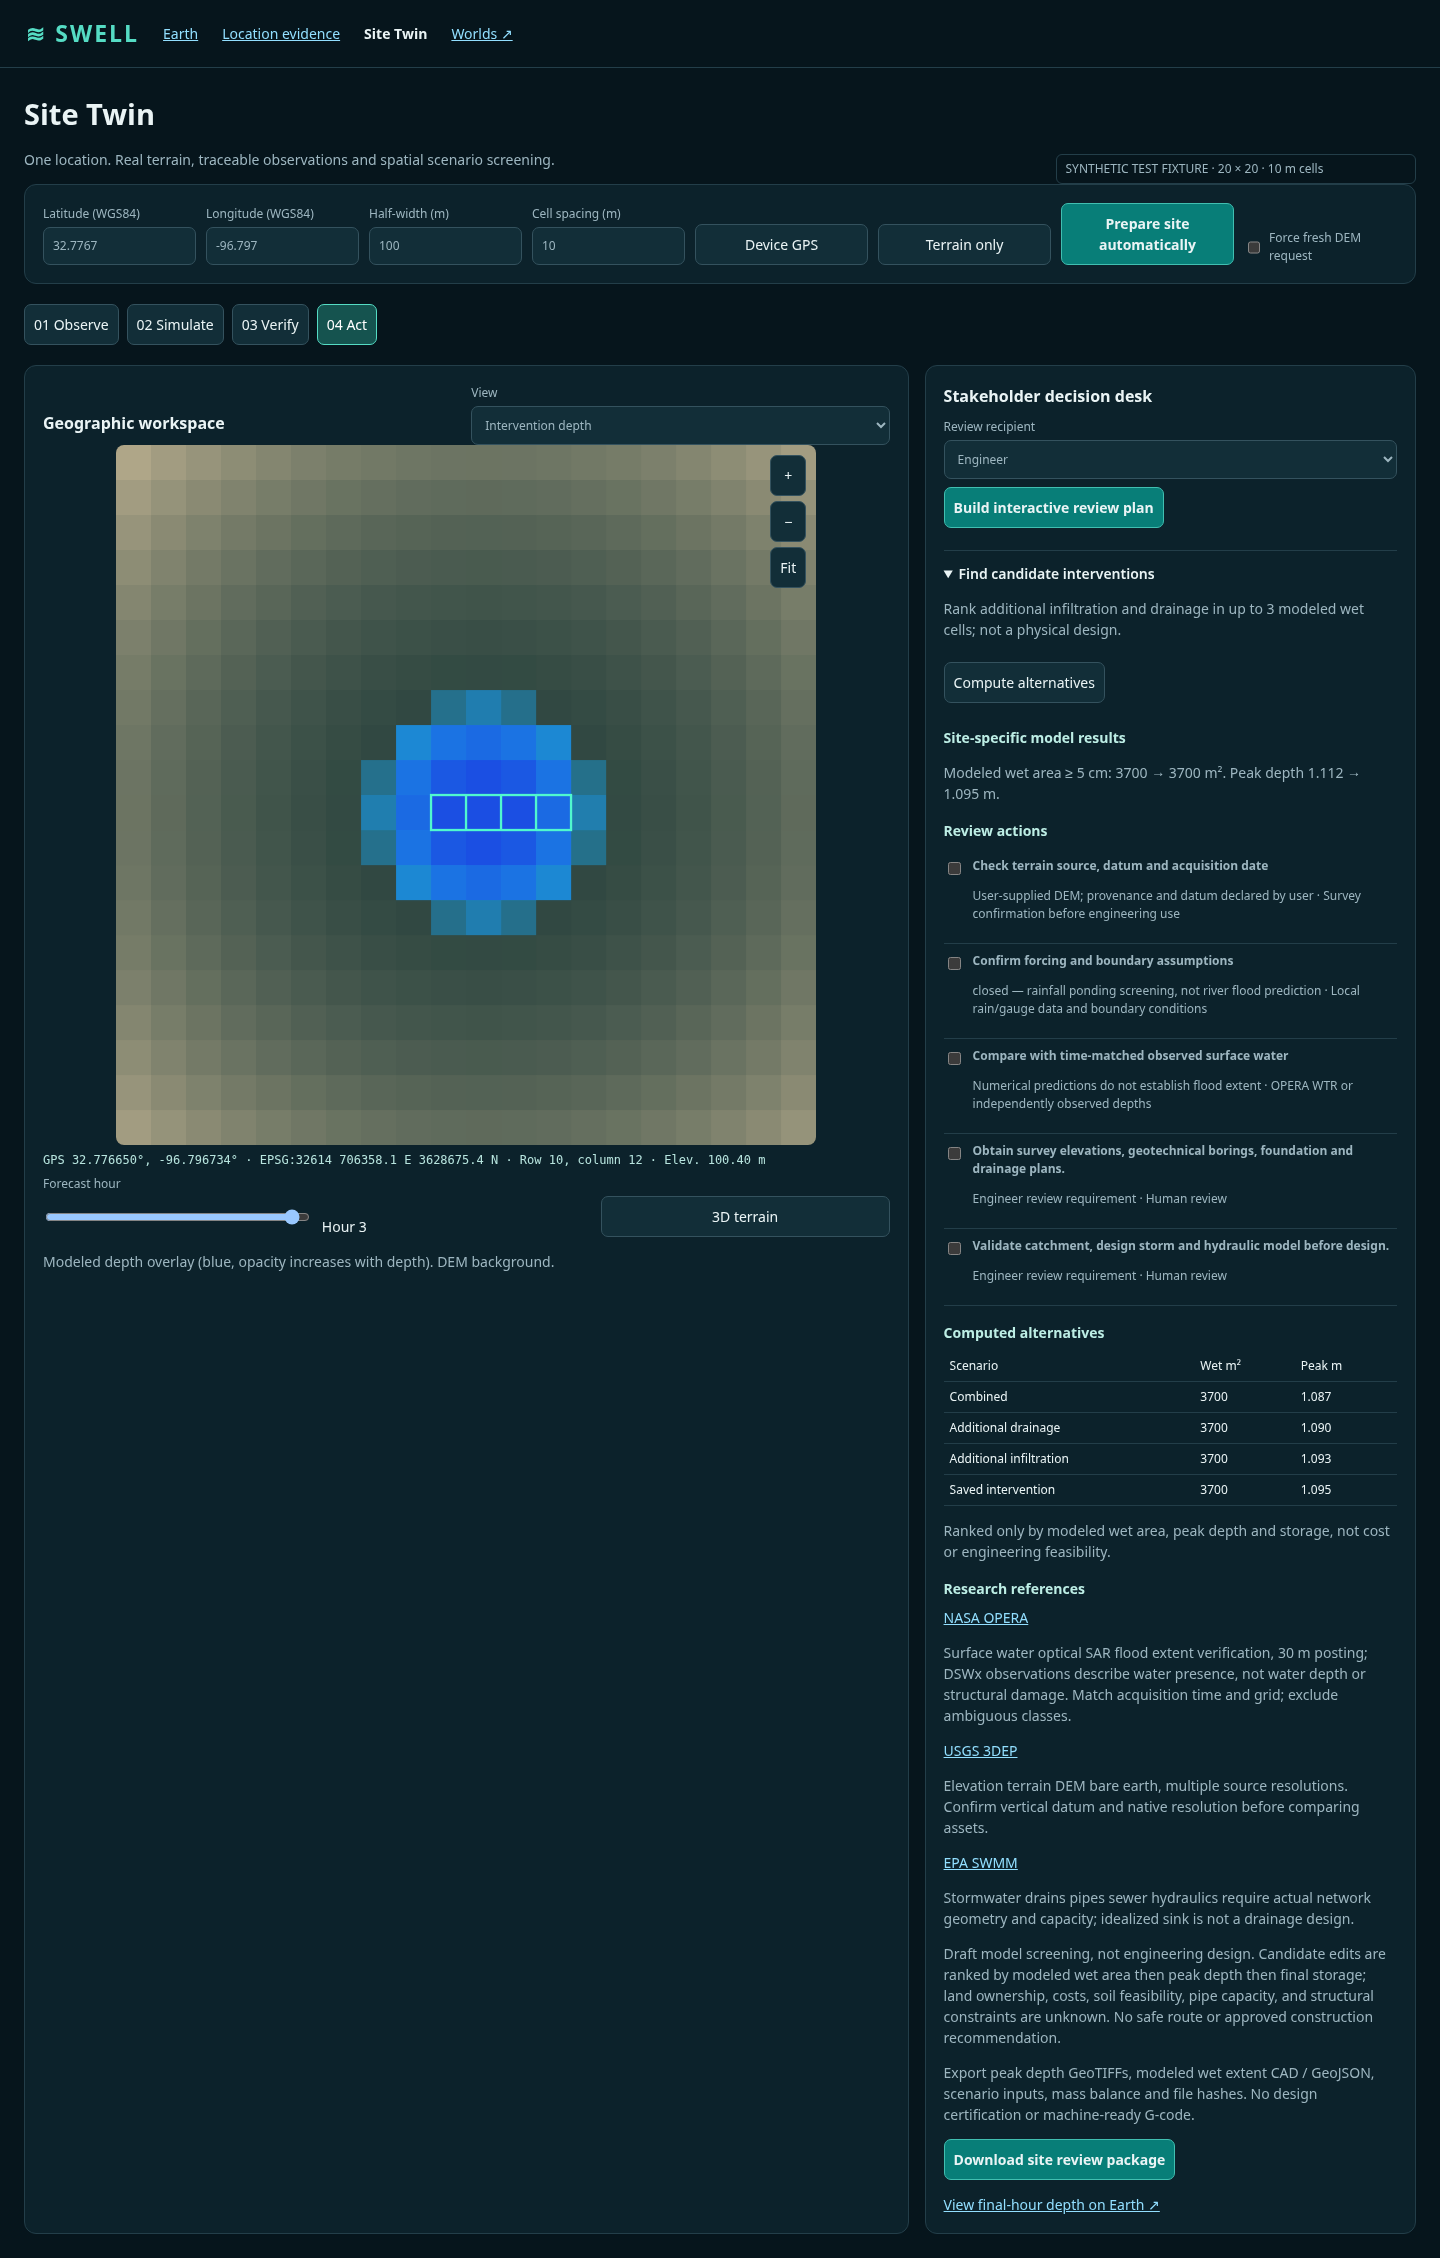 ≋ SWELL
Earth
Location evidence
Site Twin
Worlds ↗
Site Twin
One location. Real terrain, traceable observations and spatial scenario screening.
SYNTHETIC TEST FIXTURE · 20 × 20 · 10 m cells
Latitude (WGS84)
Longitude (WGS84)
Half-width (m)
Cell spacing (m)
32.7767
-96.797
100
10
Device GPS
Terrain only
Prepare site
automatically
Force fresh DEM
request
01 Observe
02 Simulate
03 Verify
04 Act
Geographic workspace
View
Intervention depth
+
−
Fit
GPS 32.776650°, -96.796734° · EPSG:32614 706358.1 E 3628675.4 N · Row 10, column 12 · Elev. 100.40 m
Forecast hour
Hour 3
3D terrain
Modeled depth overlay (blue, opacity increases with depth). DEM background.
Stakeholder decision desk
Review recipient
Engineer
Build interactive review plan
▼ Find candidate interventions
Rank additional infiltration and drainage in up to 3 modeled wet
cells; not a physical design.
Compute alternatives
Site-specific model results
Modeled wet area ≥ 5 cm: 3700 → 3700 m². Peak depth 1.112 →
1.095 m.
Review actions
Check terrain source, datum and acquisition date
User-supplied DEM; provenance and datum declared by user · Survey
confirmation before engineering use
Confirm forcing and boundary assumptions
closed — rainfall ponding screening, not river flood prediction · Local
rain/gauge data and boundary conditions
Compare with time-matched observed surface water
Numerical predictions do not establish flood extent · OPERA WTR or
independently observed depths
Obtain survey elevations, geotechnical borings, foundation and
drainage plans.
Engineer review requirement · Human review
Validate catchment, design storm and hydraulic model before design.
Engineer review requirement · Human review
Computed alternatives
Scenario Wet m² Peak m
Combined 3700 1.087
Additional drainage 3700 1.090
Additional infiltration 3700 1.093
Saved intervention 3700 1.095
Ranked only by modeled wet area, peak depth and storage, not cost
or engineering feasibility.
Research references
NASA OPERA
Surface water optical SAR flood extent verification, 30 m posting;
DSWx observations describe water presence, not water depth or
structural damage. Match acquisition time and grid; exclude
ambiguous classes.
USGS 3DEP
Elevation terrain DEM bare earth, multiple source resolutions.
Confirm vertical datum and native resolution before comparing
assets.
EPA SWMM
Stormwater drains pipes sewer hydraulics require actual network
geometry and capacity; idealized sink is not a drainage design.
Draft model screening, not engineering design. Candidate edits are
ranked by modeled wet area then peak depth then final storage;
land ownership, costs, soil feasibility, pipe capacity, and structural
constraints are unknown. No safe route or approved construction
recommendation.
Export peak depth GeoTIFFs, modeled wet extent CAD / GeoJSON,
scenario inputs, mass balance and file hashes. No design
certification or machine-ready G-code.
Download site review package
View final-hour depth on Earth ↗